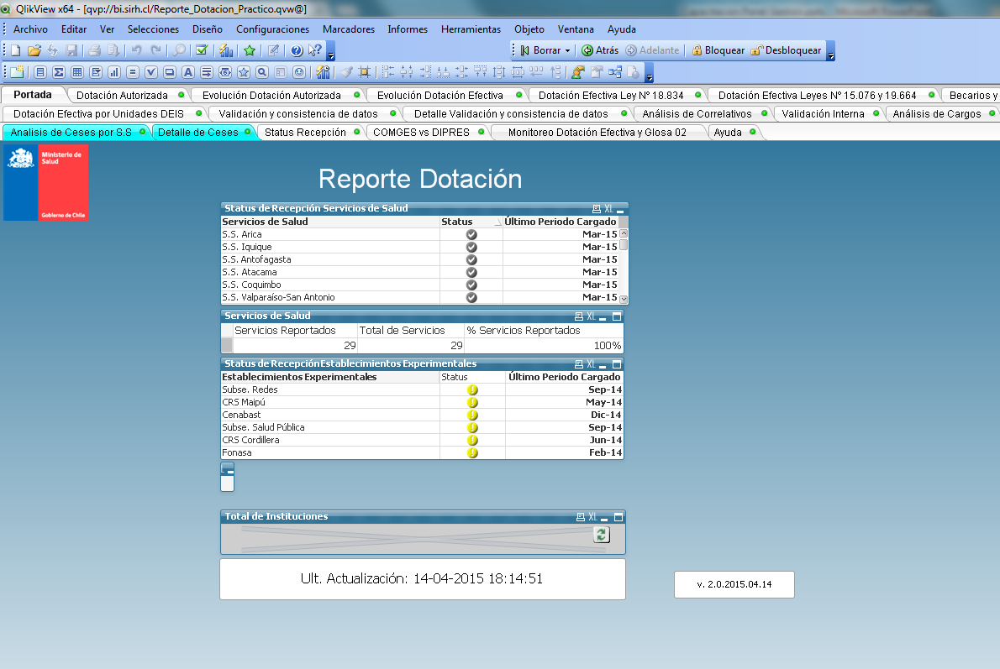 QlikView x64 - [qvp://bi.sirh.cl/Reporte_Dotacion_Practico.qvw@]
Archivo Editar Ver Selecciones Diseño Configuraciones Marcadores Informes Herramientas Objeto Ventana Ayuda
Borrar Atrás Adelante Bloquear Desbloquear
Portada Dotación Autorizada Evolución Dotación Autorizada Evolución Dotación Efectiva Dotación Efectiva Ley N° 18.834 Dotación Efectiva Leyes N° 15.076 y 19.664 Becarios y
Dotación Efectiva por Unidades DEIS Validación y consistencia de datos Detalle Validación y consistencia de datos Análisis de Correlativos Validación Interna Análisis de Cargos
Analisis de Ceses por S.S Detalle de Ceses Status Recepción COMGES vs DIPRES Monitoreo Dotación Efectiva y Glosa 02 Ayuda
Ministerio de
Salud
Gobierno de Chile
Reporte Dotación
Status de Recepción Servicios de Salud XL
Servicios de Salud Status Último Periodo Cargado
S.S. Arica Mar-15
S.S. Iquique Mar-15
S.S. Antofagasta Mar-15
S.S. Atacama Mar-15
S.S. Coquimbo Mar-15
S.S. Valparaíso-San Antonio Mar-15
Servicios de Salud XL
Servicios Reportados Total de Servicios % Servicios Reportados
29 29 100%
Status de RecepciónEstablecimientos Experimentales XL
Establecimientos Experimentales Status Último Periodo Cargado
Subse. Redes Sep-14
CRS Maipú May-14
Cenabast Dic-14
Subse. Salud Pública Sep-14
CRS Cordillera Jun-14
Fonasa Feb-14
Total de Instituciones XL
Ult. Actualización: 14-04-2015 18:14:51
v. 2.0.2015.04.14